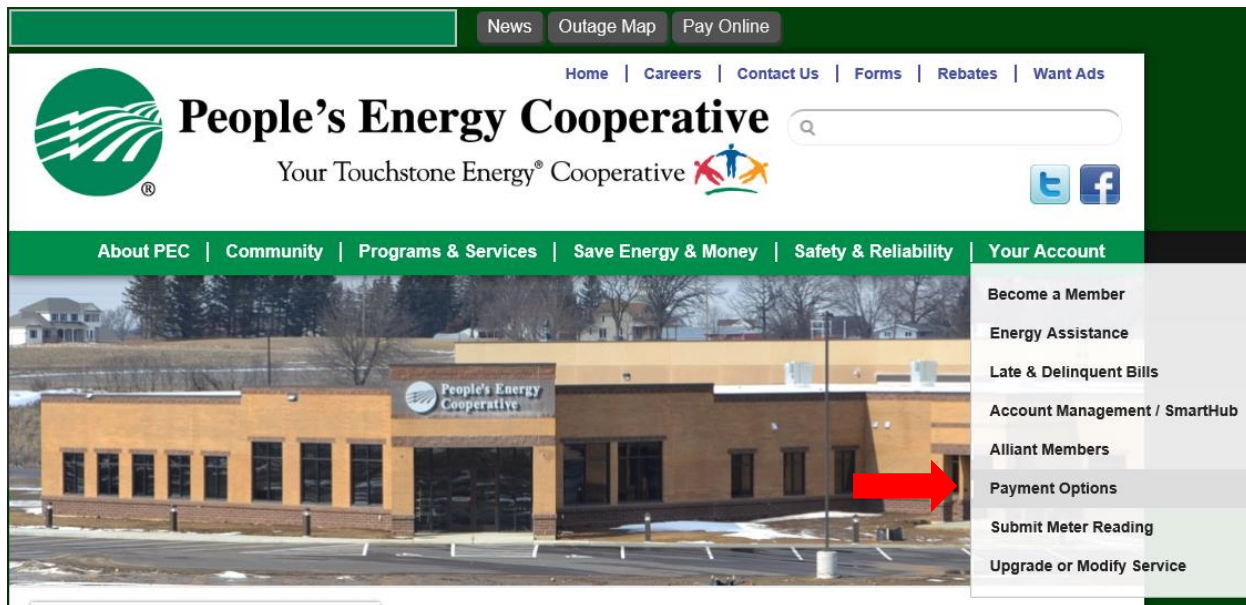 News Outage Map Pay Online
Home | Careers | Contact Us | Forms | Rebates | Want Ads
People's Energy Cooperative
Your Touchstone Energy® Cooperative
®
About PEC | Community | Programs & Services | Save Energy & Money | Safety & Reliability | Your Account
Become a Member
Energy Assistance
Late & Delinquent Bills
Account Management / SmartHub
Alliant Members
Payment Options
Submit Meter Reading
Upgrade or Modify Service
People's Energy
Cooperative